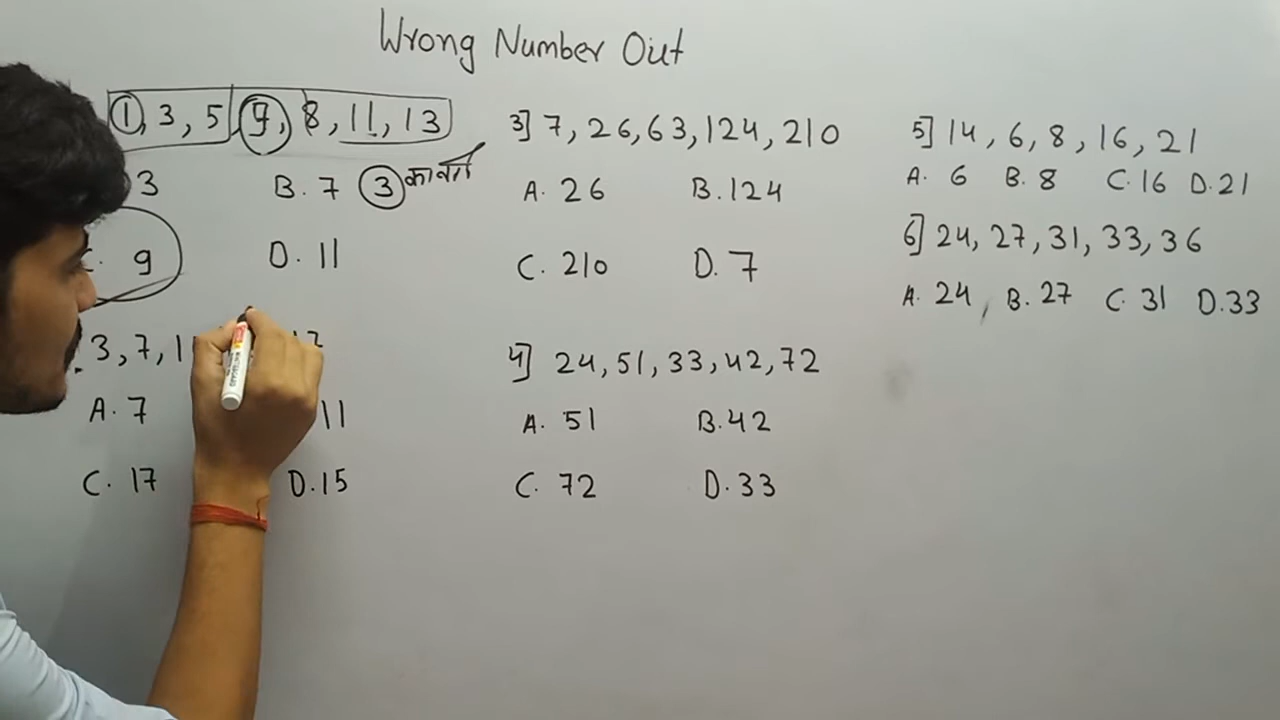 Wrong Number Out
1, 3, 5, 9, 8, 11, 13
3 B. 7 3 का वर्ग
9 D. 11
3, 7, 1
A. 7 11
C. 17 D. 15
3] 7, 26, 63, 124, 210
A. 26 B. 124
C. 210 D. 7
4] 24, 51, 33, 42, 72
A. 51 B. 42
C. 72 D. 33
5] 14, 6, 8, 16, 21
A. 6 B. 8 C. 16 D. 21
6] 24, 27, 31, 33, 36
A. 24, B. 27 C. 31 D. 33